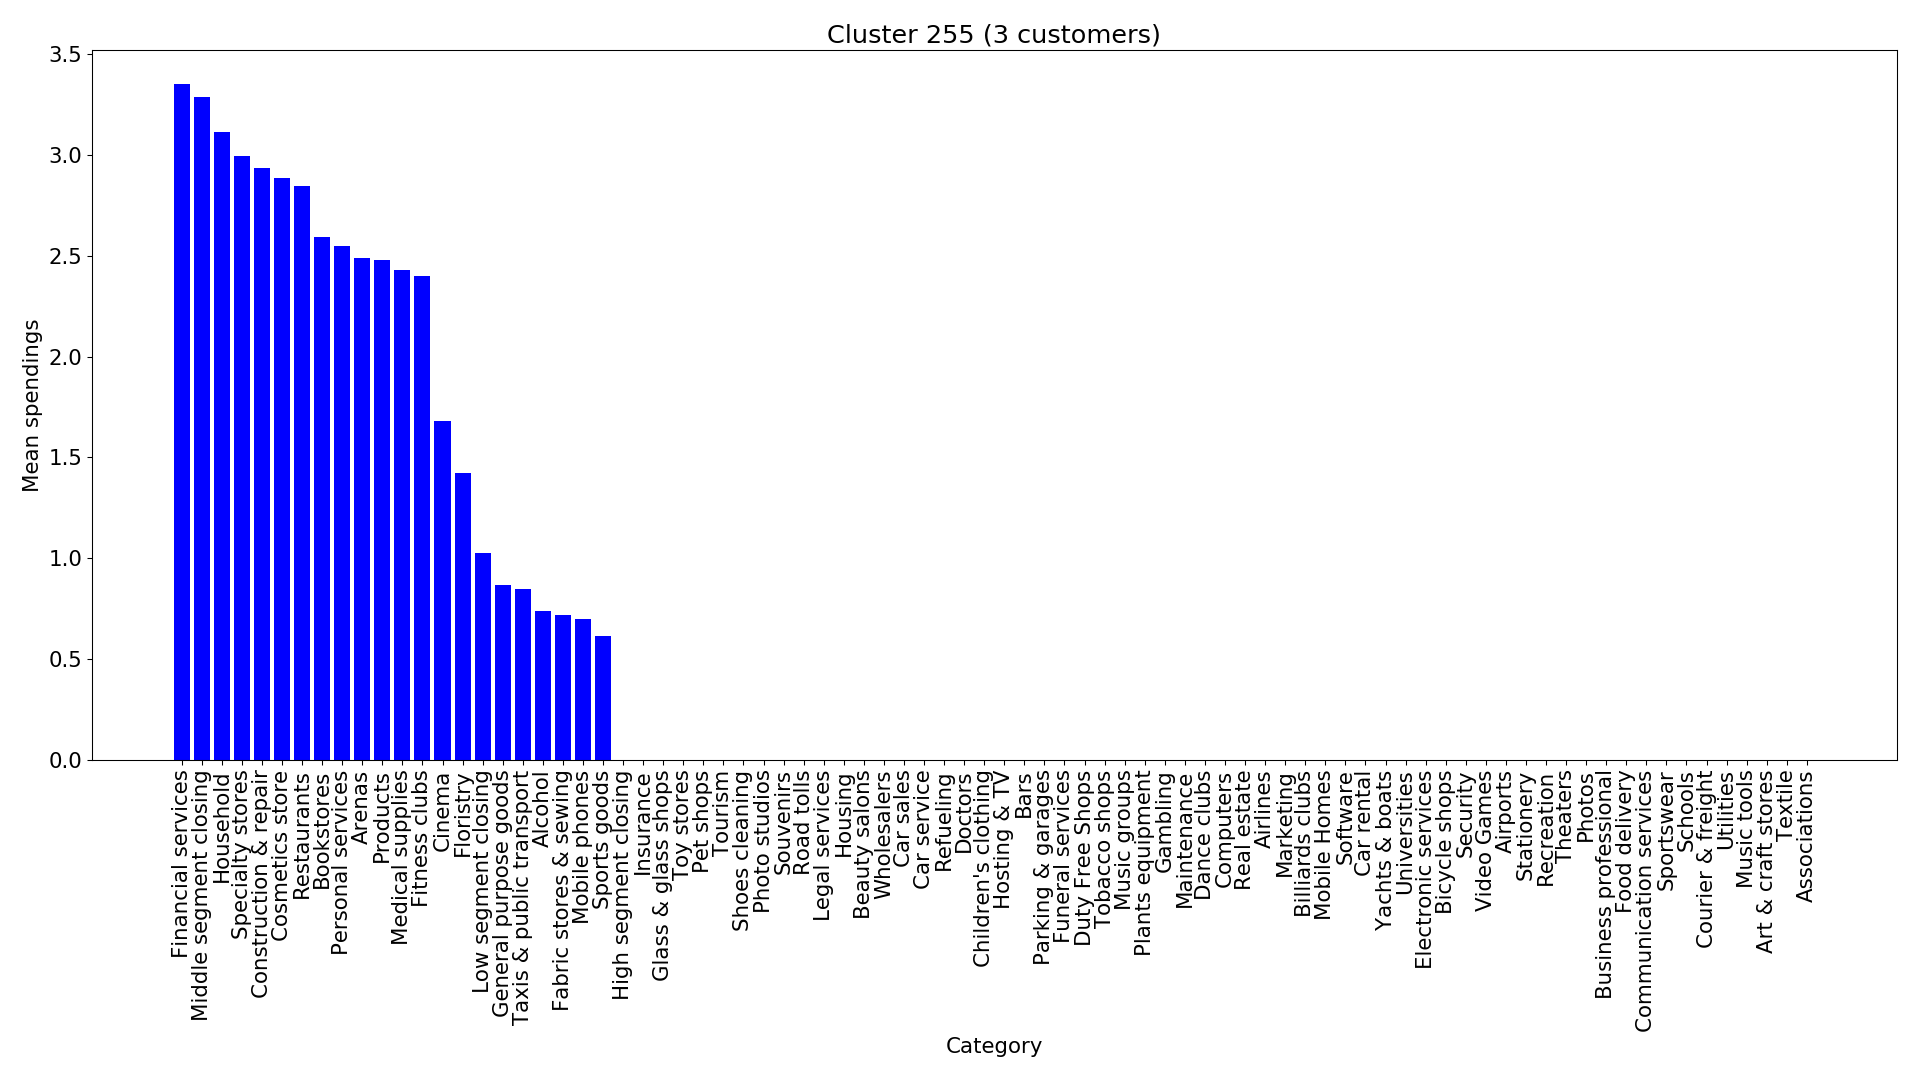 Cluster 255 (3 customers)
3.5
3.0
2.5
2.0
1.5
1.0
0.5
0.0
Mean spendings
Financial services
Middle segment closing
Household
Specialty stores
Construction & repair
Cosmetics store
Restaurants
Bookstores
Personal services
Arenas
Products
Medical supplies
Fitness clubs
Cinema
Floristry
Low segment closing
General purpose goods
Taxis & public transport
Alcohol
Fabric stores & sewing
Mobile phones
Sports goods
High segment closing
Insurance
Glass & glass shops
Toy stores
Pet shops
Tourism
Shoes cleaning
Photo studios
Souvenirs
Road tolls
Legal services
Housing
Beauty salons
Wholesalers
Car sales
Car service
Refueling
Doctors
Children's clothing
Hosting & TV
Bars
Parking & garages
Funeral services
Duty Free Shops
Tobacco shops
Music groups
Plants equipment
Gambling
Maintenance
Dance clubs
Computers
Real estate
Airlines
Marketing
Billiards clubs
Mobile Homes
Software
Car rental
Yachts & boats
Universities
Electronic services
Bicycle shops
Security
Video Games
Airports
Stationery
Recreation
Theaters
Photos
Business professional
Food delivery
Communication services
Sportswear
Schools
Courier & freight
Utilities
Music tools
Art & craft stores
Textile
Associations
Category